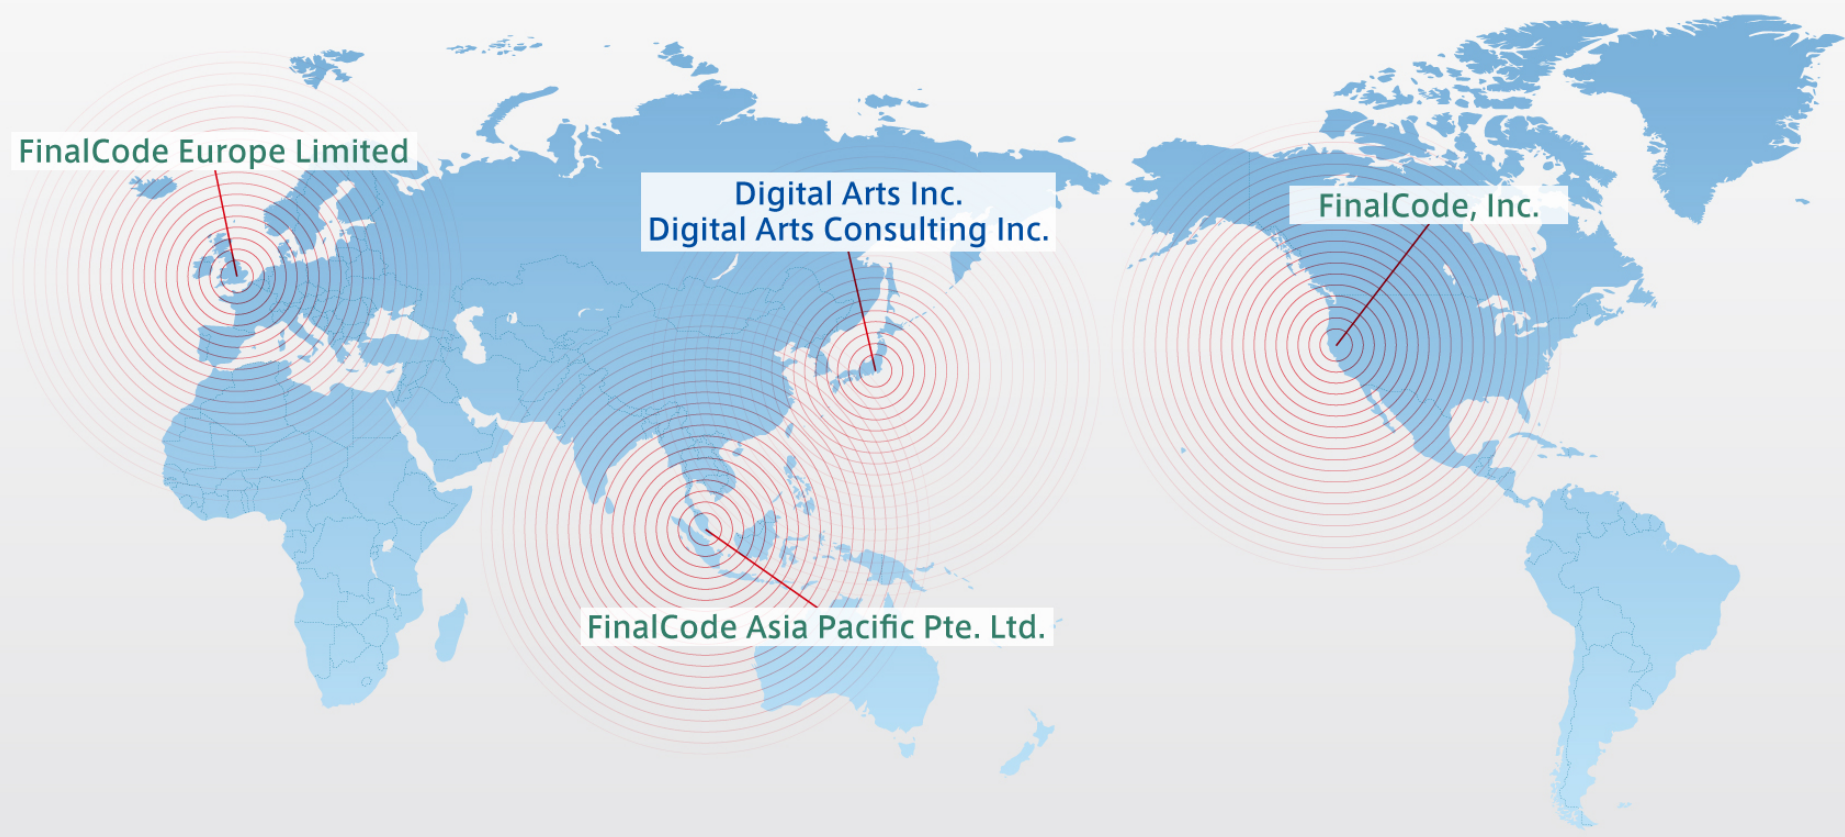 FinalCode Europe Limited
Digital Arts Inc.
Digital Arts Consulting Inc.
FinalCode, Inc.
FinalCode Asia Pacific Pte. Ltd.